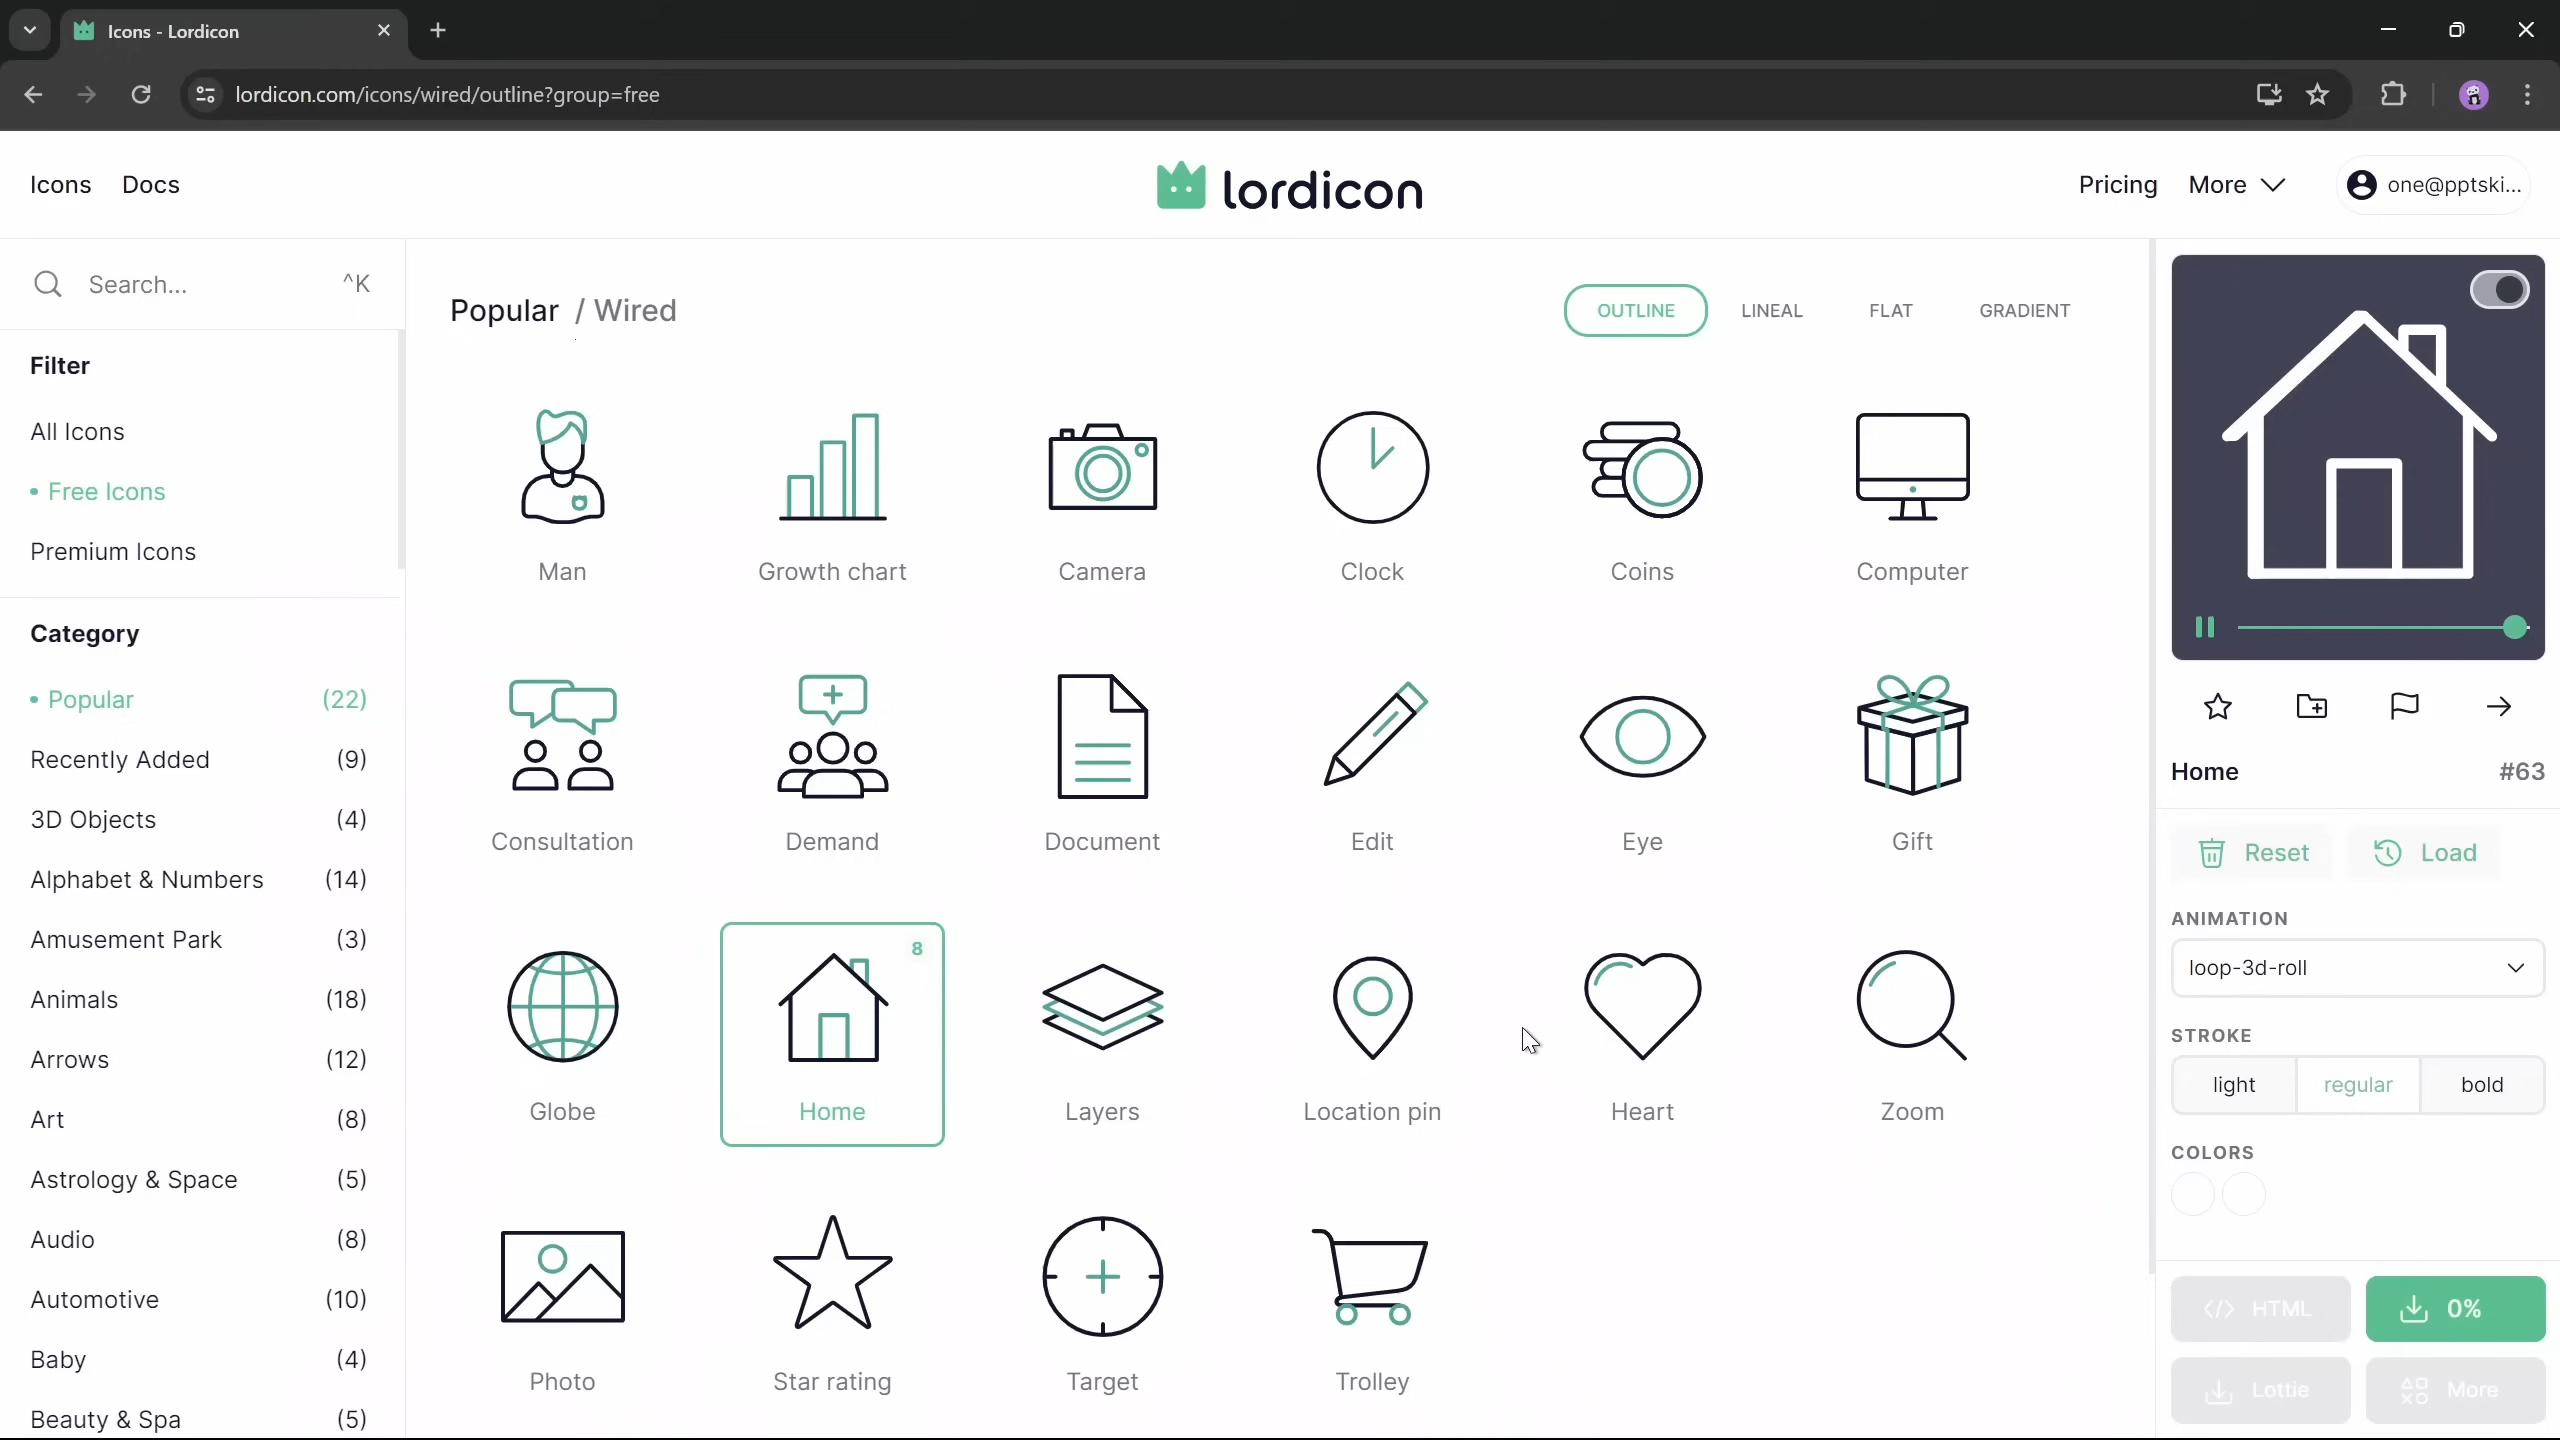 Icons - Lordicon
lordicon.com/icons/wired/outline?group=free
Icons Docs
lordicon
Pricing More one@pptski...
Search... ^K
Filter
All Icons
• Free Icons
Premium Icons
Category
• Popular (22)
Recently Added (9)
3D Objects (4)
Alphabet & Numbers (14)
Amusement Park (3)
Animals (18)
Arrows (12)
Art (8)
Astrology & Space (5)
Audio (8)
Automotive (10)
Baby (4)
Beauty & Spa (5)
Popular / Wired
OUTLINE LINEAL FLAT GRADIENT
Man Growth chart Camera Clock Coins Computer
Consultation Demand Document Edit Eye Gift
8
Globe Home Layers Location pin Heart Zoom
Photo Star rating Target Trolley
Home #63
Reset Load
ANIMATION
loop-3d-roll
STROKE
light regular bold
COLORS
</> HTML 0%
Lottie More